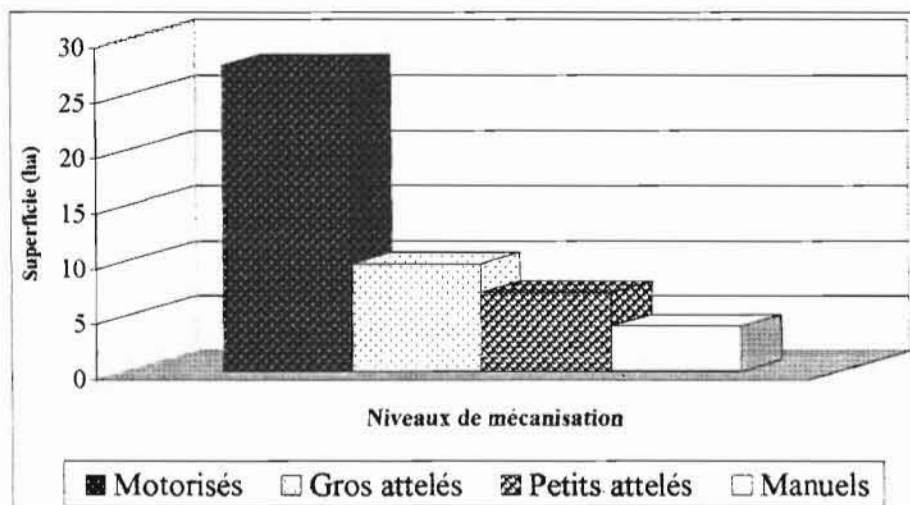 30
25
20
15
10
5
0
Superficie (ha)
Niveaux de mécanisation
Motorisés Gros attelés Petits attelés Manuels